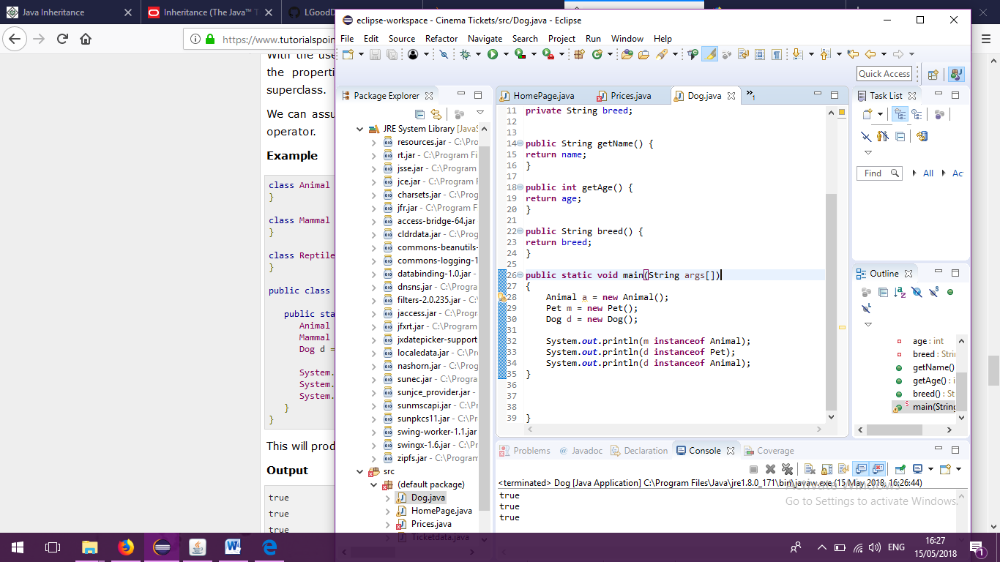 Java Inheritance
Inheritance (The Java™ T
LGoodD
https://www.tutorialspoin
With the use
the properti
superclass.
We can assu
operator.
Example
class Animal
}
class Mammal
}
class Reptile
}
public class
public sta
Animal
Mammal
Dog d =
System.
System.
System.
}
}
This will prod
Output
true
true
true
eclipse-workspace - Cinema Tickets/src/Dog.java - Eclipse
File Edit Source Refactor Navigate Search Project Run Window Help
Quick Access
Package Explorer
JRE System Library [JavaS
resources.jar - C:\Pro
rt.jar - C:\Program Fi
jsse.jar - C:\Program
jce.jar - C:\Program F
charsets.jar - C:\Prog
jfr.jar - C:\Program F
access-bridge-64.jar
cldrdata.jar - C:\Prog
commons-beanutils-
commons-logging-1
databinding-1.0.jar -
dnsns.jar - C:\Progra
filters-2.0.235.jar - C
jaccess.jar - C:\Progr
jfxrt.jar - C:\Program
jxdatepicker-support
localedata.jar - C:\Pr
nashorn.jar - C:\Prog
sunec.jar - C:\Progra
sunjce_provider.jar -
sunmscapi.jar - C:\Pr
sunpkcs11.jar - C:\Pr
swing-worker-1.1.jar
swingx-1.6.jar - C:\Pr
zipfs.jar - C:\Program
src
(default package)
Dog.java
HomePage.java
Prices.java
Ticketdata.java
HomePage.java Prices.java Dog.java »1
11 private String breed;
12
13
14 public String getName() {
15 return name;
16 }
17
18 public int getAge() {
19 return age;
20 }
21
22 public String breed() {
23 return breed;
24 }
25
26 public static void main(String args[])
27 {
28 Animal a = new Animal();
29 Pet m = new Pet();
30 Dog d = new Dog();
31
32 System.out.println(m instanceof Animal);
33 System.out.println(d instanceof Pet);
34 System.out.println(d instanceof Animal);
35 }
36
37
38
39 }
Task List
Find All Ac
Outline
age : int
breed : Strin
getName()
getAge() : i
breed() : St
main(String
Problems @ Javadoc Declaration Console Coverage
<terminated> Dog [Java Application] C:\Program Files\Java\jre1.8.0_171\bin\javaw.exe (15 May 2018, 16:26:44)
true
true
true
Activate Windows
Go to Settings to activate Windows.
ENG
16:27
15/05/2018
1